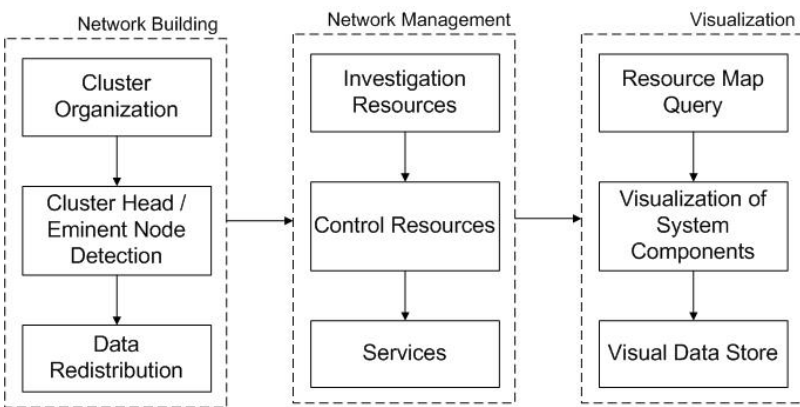 Network Building
Cluster
Organization
Cluster Head /
Eminent Node
Detection
Data
Redistribution
Network Management
Investigation
Resources
Control Resources
Services
Visualization
Resource Map
Query
Visualization of
System
Components
Visual Data Store